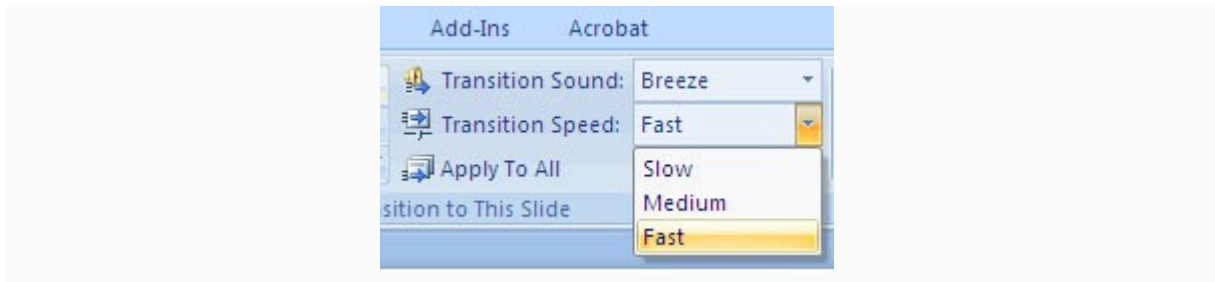 Add-Ins Acrobat
Transition Sound: Breeze
Transition Speed: Fast
Apply To All
Slow
Medium
Fast
sition to This Slide